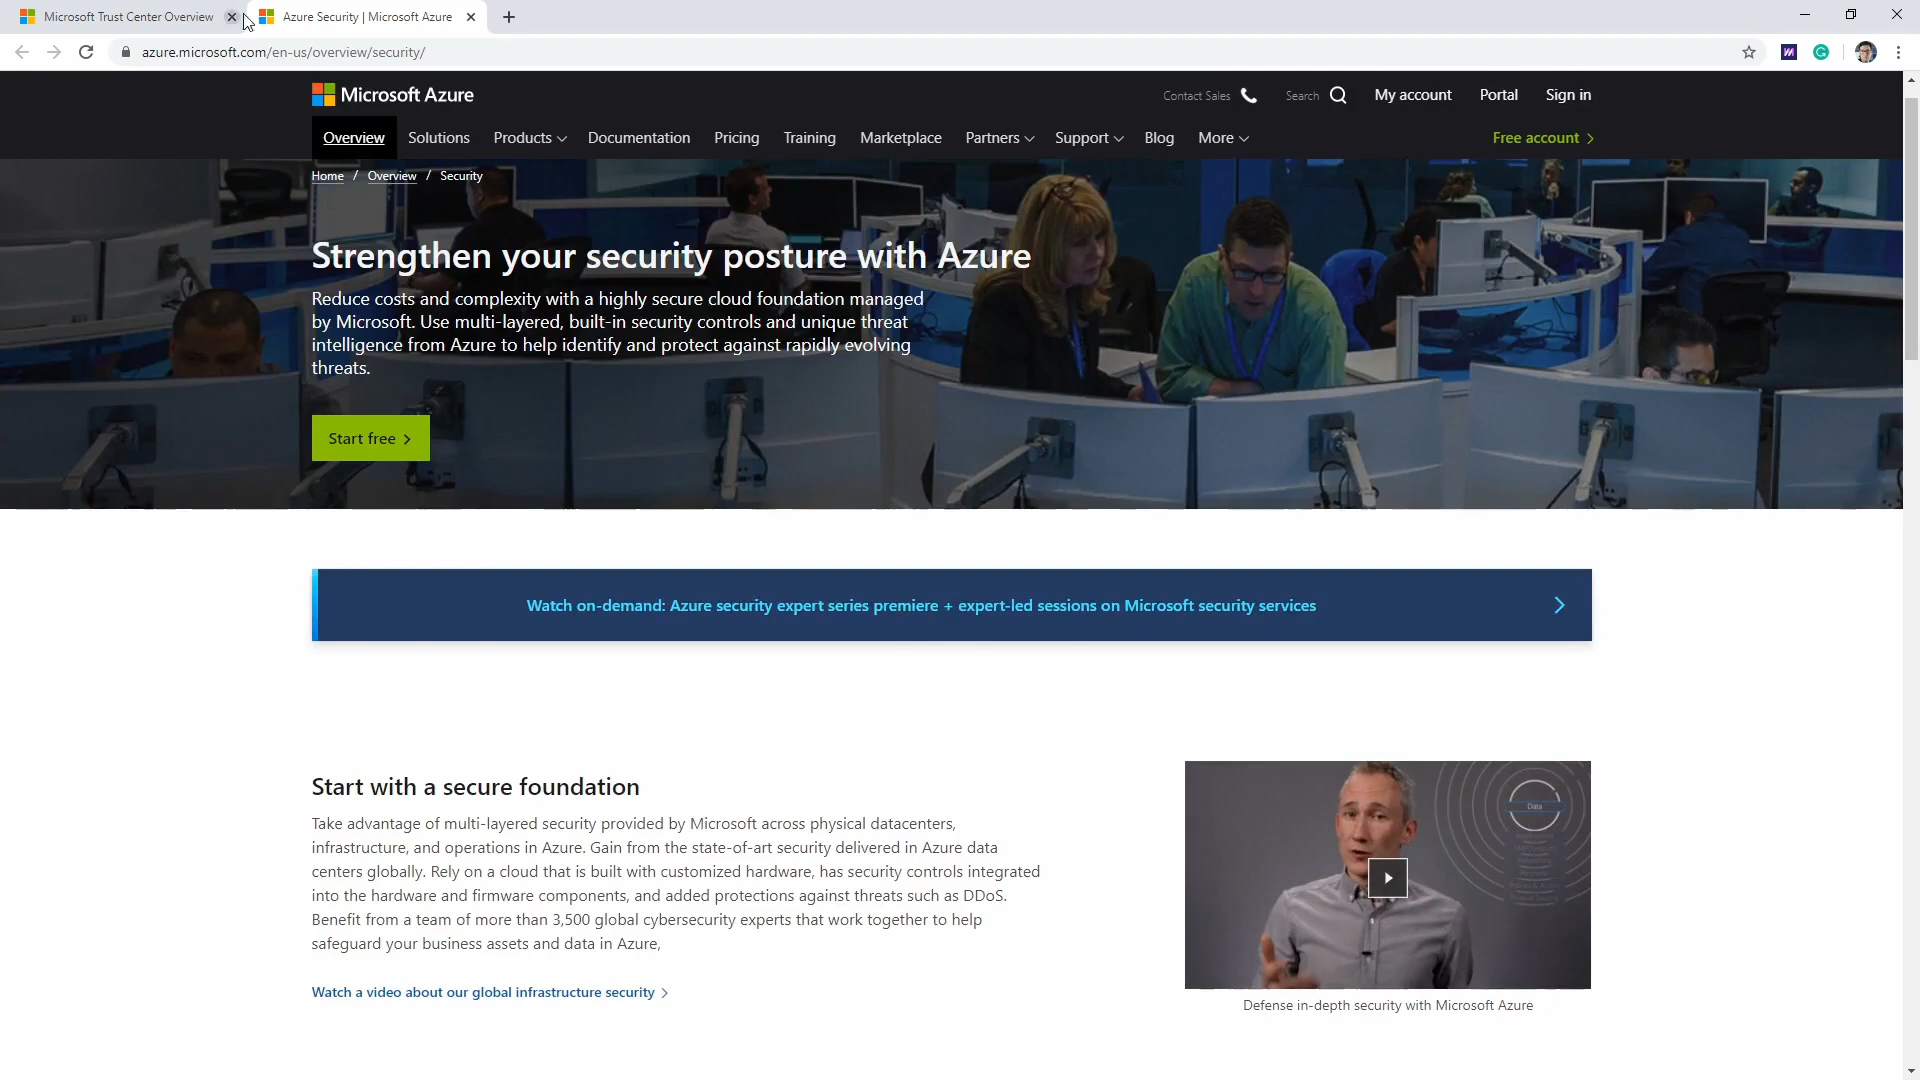 Microsoft Trust Center Overview
Azure Security | Microsoft Azure
azure.microsoft.com/en-us/overview/security/
Microsoft Azure
Contact Sales
Search
My account
Portal
Sign in
Overview
Solutions
Products
Documentation
Pricing
Training
Marketplace
Partners
Support
Blog
More
Free account
Home / Overview / Security
Strengthen your security posture with Azure
Reduce costs and complexity with a highly secure cloud foundation managed
by Microsoft. Use multi-layered, built-in security controls and unique threat
intelligence from Azure to help identify and protect against rapidly evolving
threats.
Start free
Watch on-demand: Azure security expert series premiere + expert-led sessions on Microsoft security services
Start with a secure foundation
Take advantage of multi-layered security provided by Microsoft across physical datacenters,
infrastructure, and operations in Azure. Gain from the state-of-art security delivered in Azure data
centers globally. Rely on a cloud that is built with customized hardware, has security controls integrated
into the hardware and firmware components, and added protections against threats such as DDoS.
Benefit from a team of more than 3,500 global cybersecurity experts that work together to help
safeguard your business assets and data in Azure,
Watch a video about our global infrastructure security
Data
Defense in-depth security with Microsoft Azure